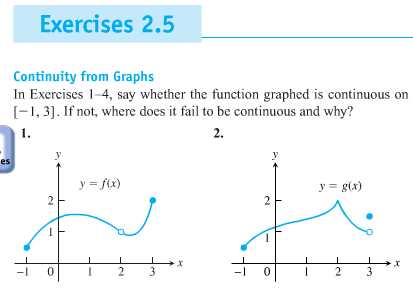 Exercises 2.5
Continuity from Graphs
In Exercises 1–4, say whether the function graphed is continuous on
[−1, 3]. If not, where does it fail to be continuous and why?
1.
2.
es
y
y = f(x)
2
1
−1 0 1 2 3 x
y
y = g(x)
2
1
−1 0 1 2 3 x